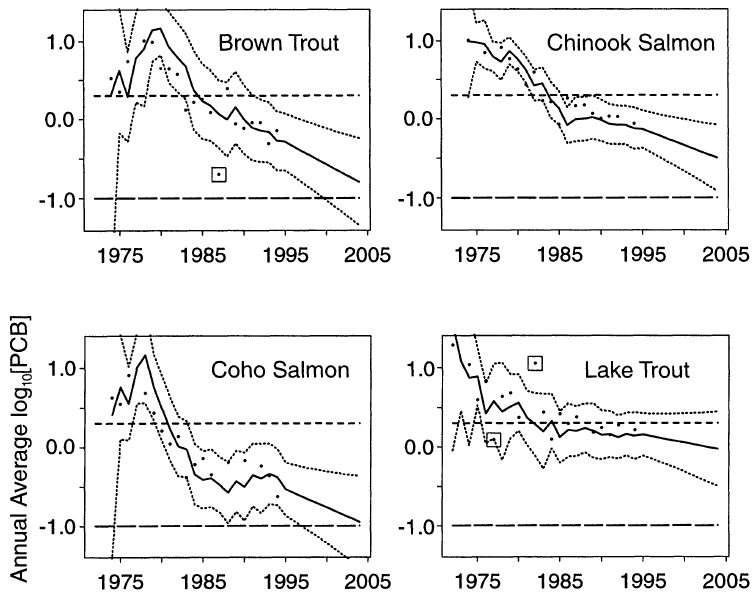 Brown Trout
1.0
0.0
-1.0
1975 1985 1995 2005
Chinook Salmon
1.0
0.0
-1.0
1975 1985 1995 2005
Annual Average log₁₀[PCB]
Coho Salmon
1.0
0.0
-1.0
1975 1985 1995 2005
Lake Trout
1.0
0.0
-1.0
1975 1985 1995 2005